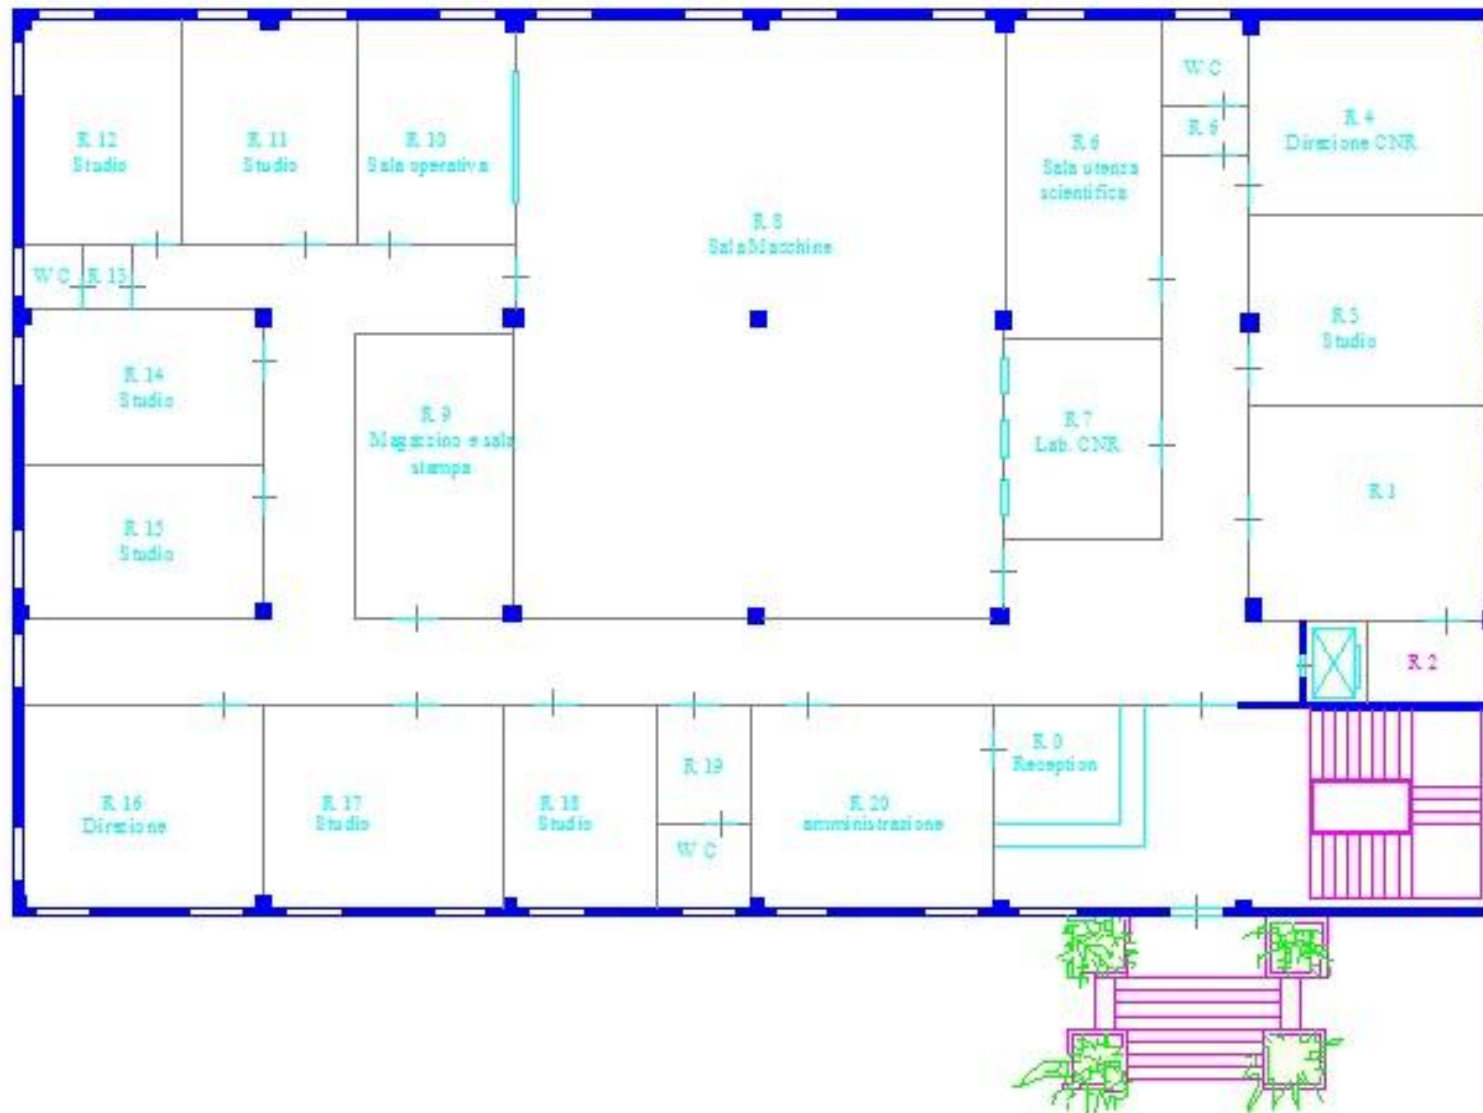 R 12
Studio
R 11
Studio
R 10
Sala operativa
R 8
Sala Macchine
R 6
Sala utenza
scientifica
W C
R 6
R 4
Direzione CNR
W C
R 13
R 14
Studio
R 9
Magazzino e sala
stampa
R 7
Lab. CNR
Studio
R 1
R 15
Studio
R 2
R 16
Direzione
R 17
Studio
R 18
Studio
R 19
W C
R 20
amministrazione
R 0
Reception